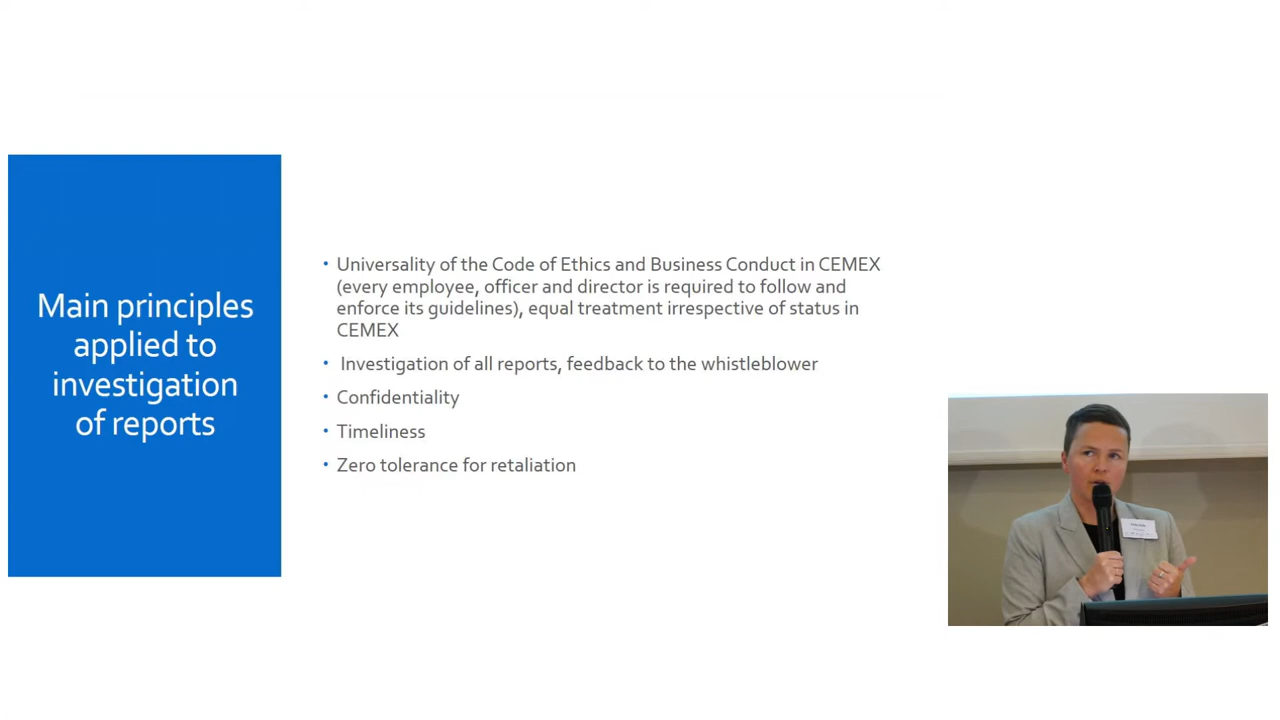 Main principles
applied to
investigation
of reports
• Universality of the Code of Ethics and Business Conduct in CEMEX
(every employee, officer and director is required to follow and
enforce its guidelines), equal treatment irrespective of status in
CEMEX
• Investigation of all reports, feedback to the whistleblower
• Confidentiality
• Timeliness
• Zero tolerance for retaliation